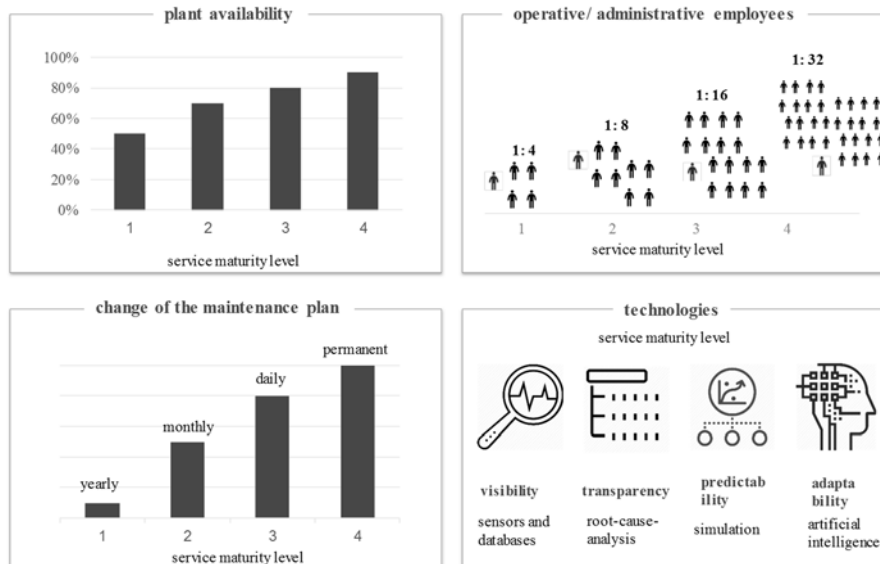 plant availability
100%
80%
60%
40%
20%
0%
1 2 3 4
service maturity level
operative/ administrative employees
1: 4
1: 8
1: 16
1: 32
1 2 3 4
service maturity level
change of the maintenance plan
yearly
monthly
daily
permanent
1 2 3 4
service maturity level
technologies
service maturity level
visibility
sensors and
databases
transparency
root-cause-
analysis
predictab
ility
simulation
adapta
bility
artificial
intelligence